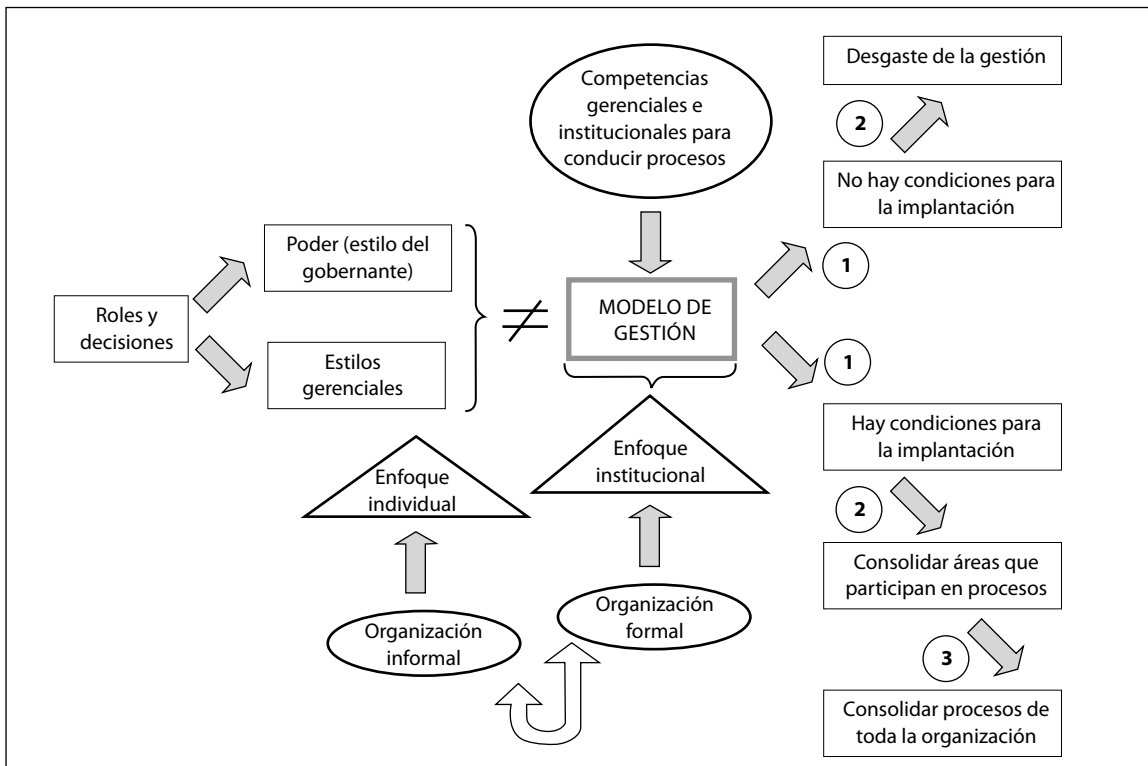 Competencias
gerenciales e
institucionales para
conducir procesos
Desgaste de la gestión
2
No hay condiciones para
la implantación
1
Roles y
decisiones
Poder (estilo del
gobernante)
Estilos
gerenciales
≠
MODELO DE
GESTIÓN
1
Hay condiciones para
la implantación
2
Consolidar áreas que
participan en procesos
3
Consolidar procesos de
toda la organización
Enfoque
individual
Enfoque
institucional
Organización
informal
Organización
formal